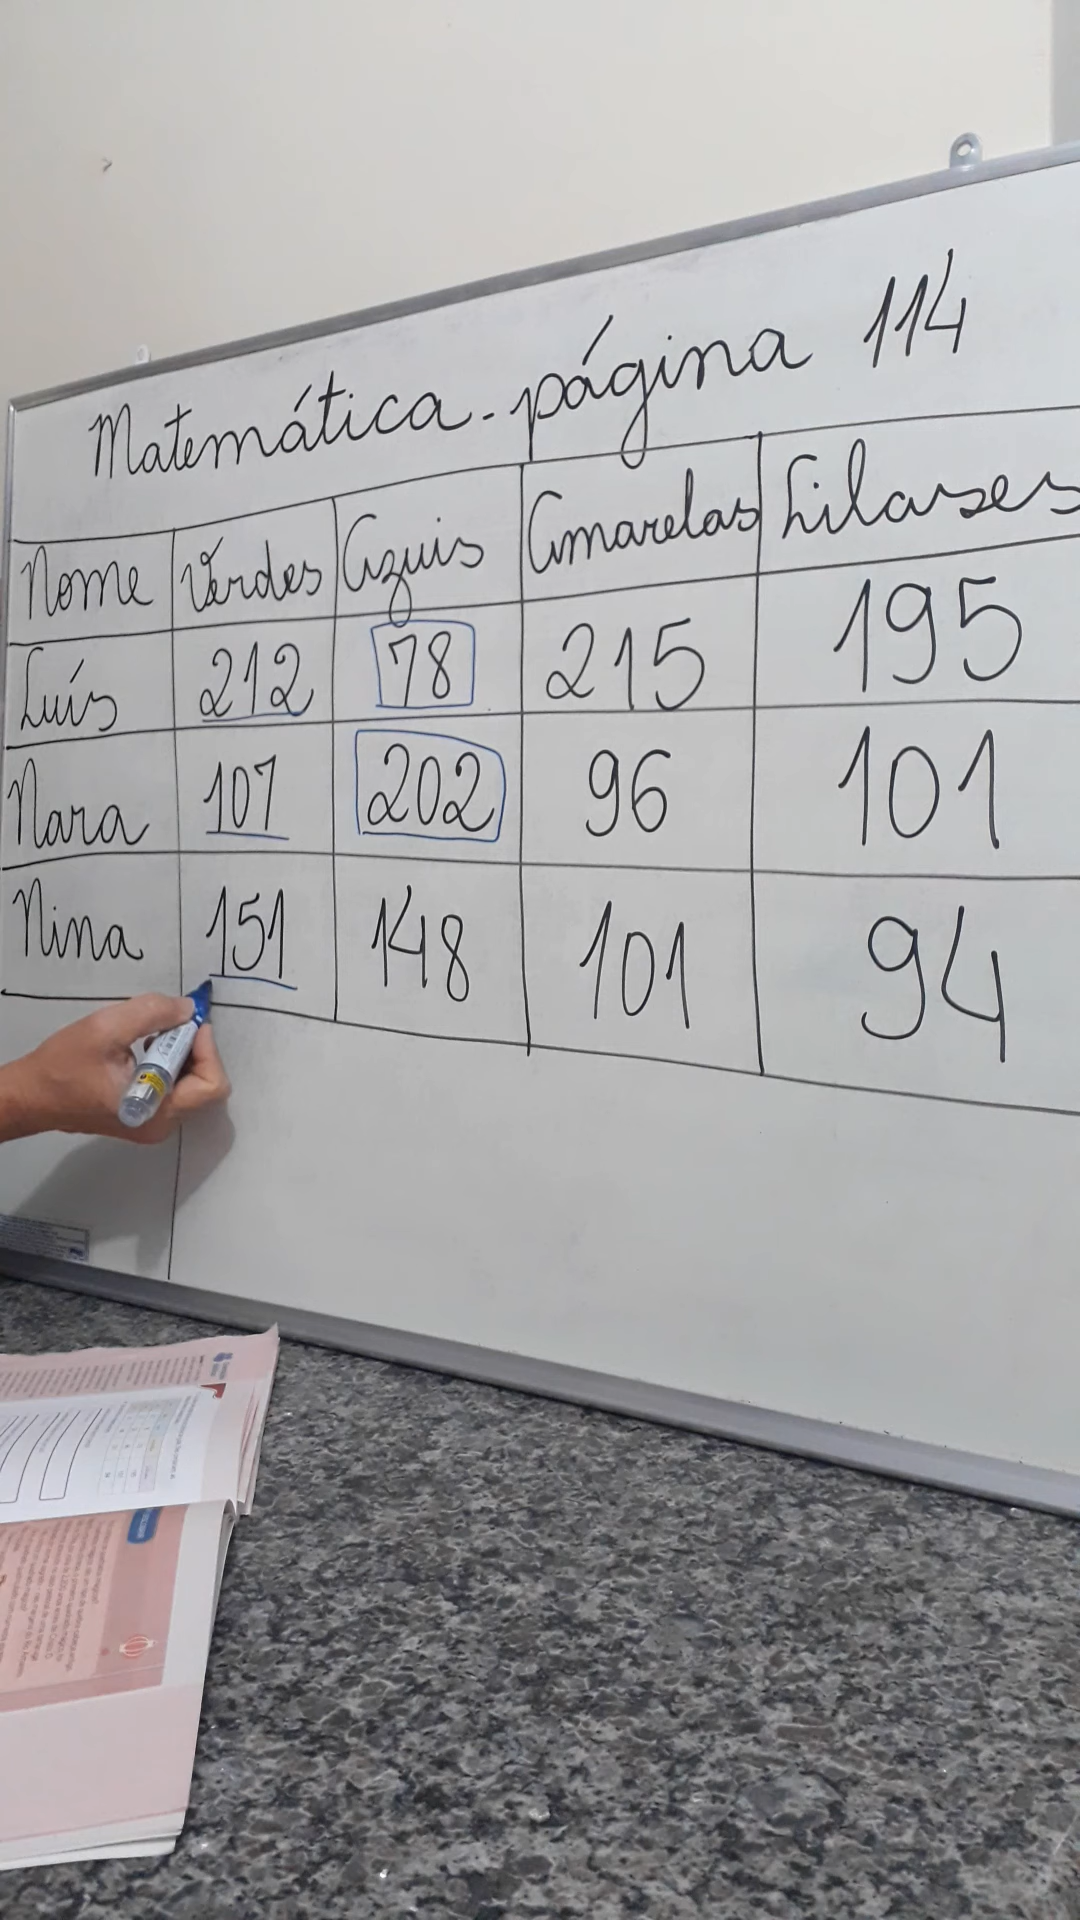 Matemática - página 114
Nome Verdes Azuis Amarelas Lilases
Luís 212 78 215 195
Nara 107 202 96 101
Nina 151 148 101 94